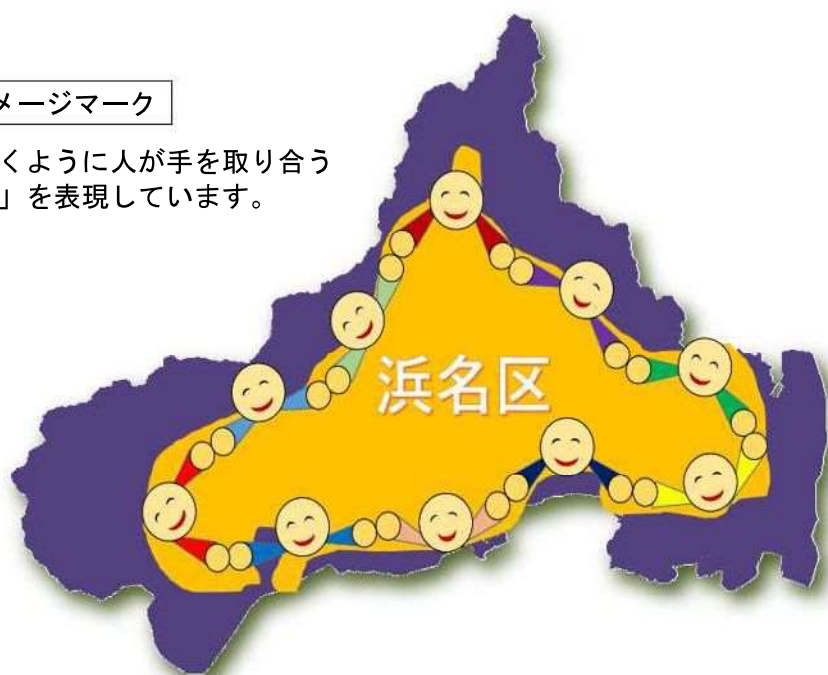 メージマーク
くように人が手を取り合う
」を表現しています。
浜名区